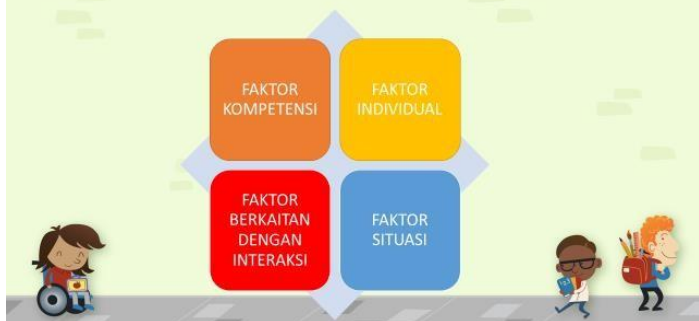 FAKTOR
KOMPETENSI
FAKTOR
INDIVIDUAL
FAKTOR
BERKAITAN
DENGAN
INTERAKSI
FAKTOR
SITUASI